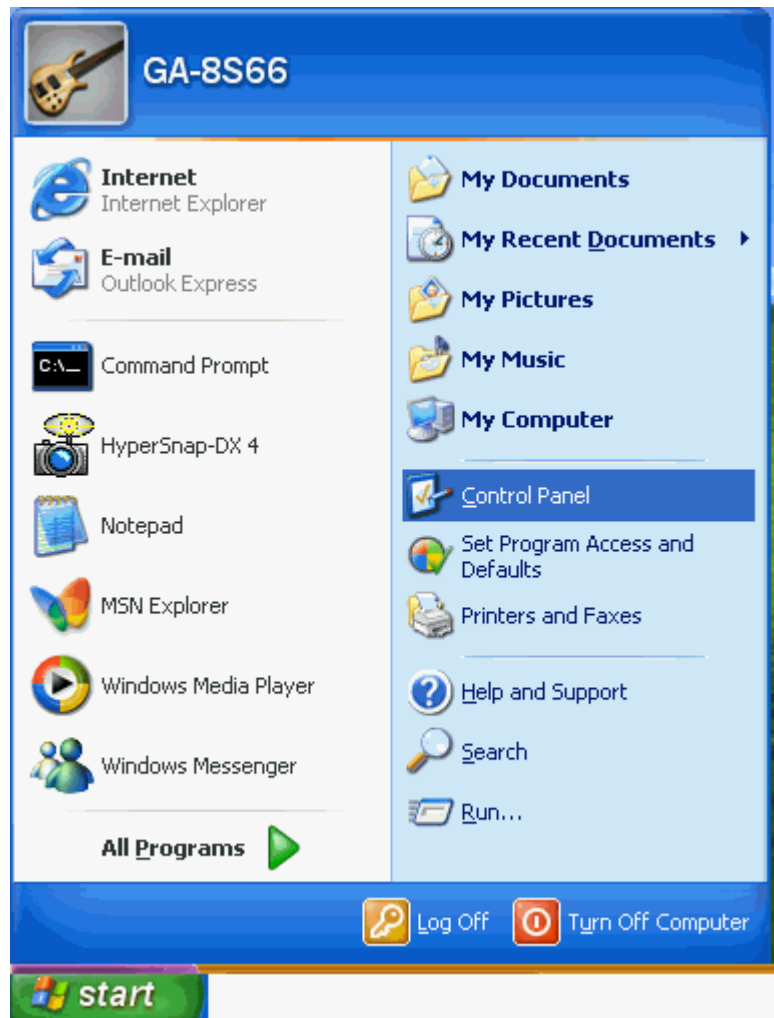 GA-8S66
Internet
Internet Explorer
E-mail
Outlook Express
C:\_
Command Prompt
HyperSnap-DX 4
Notepad
MSN Explorer
Windows Media Player
Windows Messenger
All Programs
My Documents
My Recent Documents
My Pictures
My Music
My Computer
Control Panel
Set Program Access and
Defaults
Printers and Faxes
Help and Support
Search
Run...
Log Off
Turn Off Computer
start